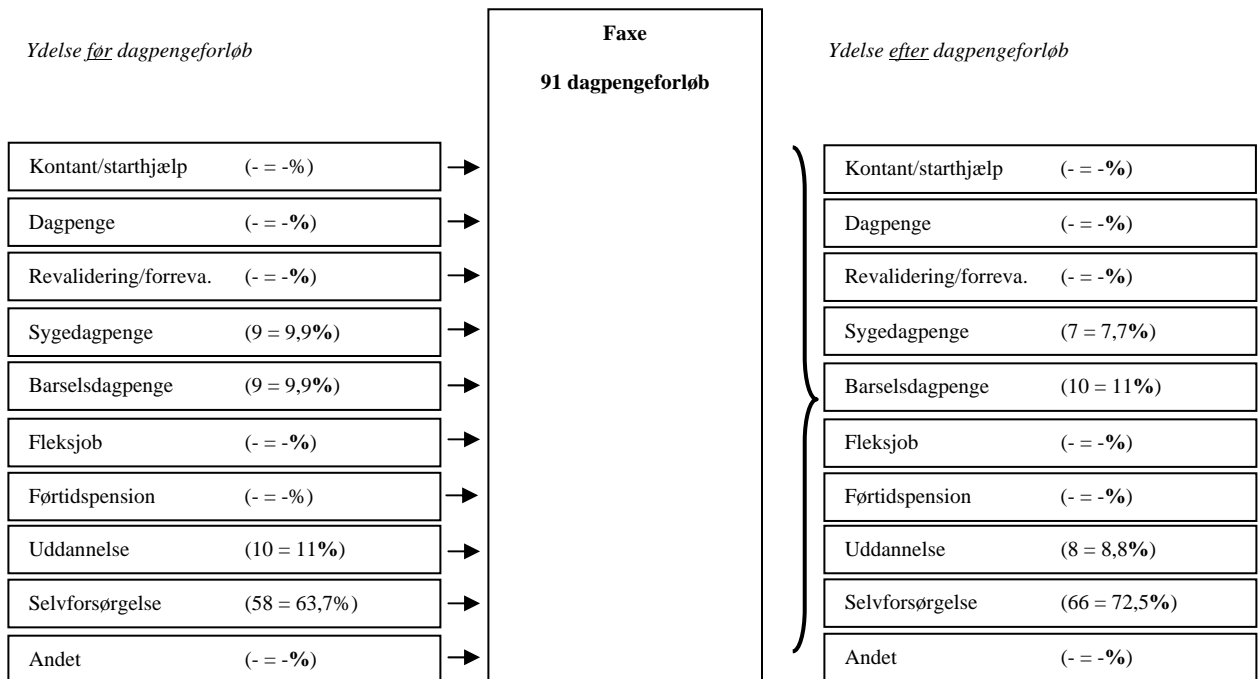 Ydelse før dagpengeforløb
Faxe
91 dagpengeforløb
Ydelse efter dagpengeforløb
Kontant/starthjælp (- = -%)
Dagpenge (- = -%)
Revalidering/forreva. (- = -%)
Sygedagpenge (9 = 9,9%)
Barselsdagpenge (9 = 9,9%)
Fleksjob (- = -%)
Førtidspension (- = -%)
Uddannelse (10 = 11%)
Selvforsørgelse (58 = 63,7%)
Andet (- = -%)
Kontant/starthjælp (- = -%)
Dagpenge (- = -%)
Revalidering/forreva. (- = -%)
Sygedagpenge (7 = 7,7%)
Barselsdagpenge (10 = 11%)
Fleksjob (- = -%)
Førtidspension (- = -%)
Uddannelse (8 = 8,8%)
Selvforsørgelse (66 = 72,5%)
Andet (- = -%)